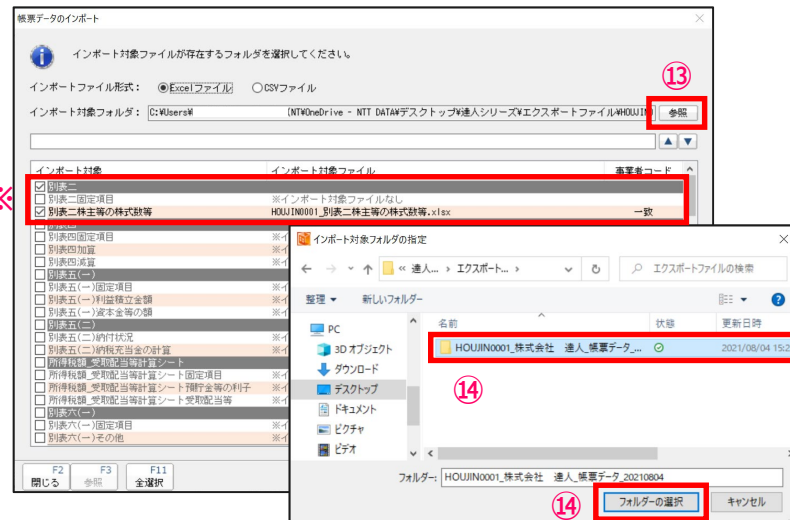 帳票データのインポート
インポート対象ファイルが存在するフォルダを選択してください。
インポートファイル形式： Excelファイル CSVファイル
⑬
インポート対象フォルダ： C:¥Users¥ (NT¥OneDrive - NTT DATA¥デスクトップ¥達人シリーズ¥エクスポートファイル¥HOUJIN0 参照
▲ ▼
インポート対象 インポート対象ファイル 事業者コード
※
別表二
別表二固定項目 ※インポート対象ファイルなし
別表二株主等の株式数等 HOUJIN0001_別表二株主等の株式数等.xlsx 一致
別表四
別表四固定項目 ※イ
別表四加算 ※イ
別表四減算 ※イ
別表五(一)
別表五(一)固定項目 ※イ
別表五(一)利益積立金額 ※イ
別表五(一)資本金等の額 ※イ
別表五(二)
別表五(二)納付状況 ※イ
別表五(二)納税充当金の計算 ※イ
所得税額_受取配当等計算シート
所得税額_受取配当等計算シート固定項目 ※イ
所得税額_受取配当等計算シート預貯金等の利子 ※イ
所得税額_受取配当等計算シート受取配当等 ※イ
別表六(一)
別表六(一)固定項目 ※イ
別表六(一)その他 ※イ
F2 F3 F11
閉じる 参照 全選択
インポート対象フォルダの指定
« 達人... › エクスポート... › エクスポートファイルの検索
整理 新しいフォルダー
名前 状態 更新日時
PC
3D オブジェクト
ダウンロード
デスクトップ
ドキュメント
ピクチャ
ビデオ
HOUJIN0001_株式会社 達人_帳票データ_... 2021/08/04 15:2
⑭
フォルダー: HOUJIN0001_株式会社 達人_帳票データ_20210804
⑭
フォルダーの選択 キャンセル